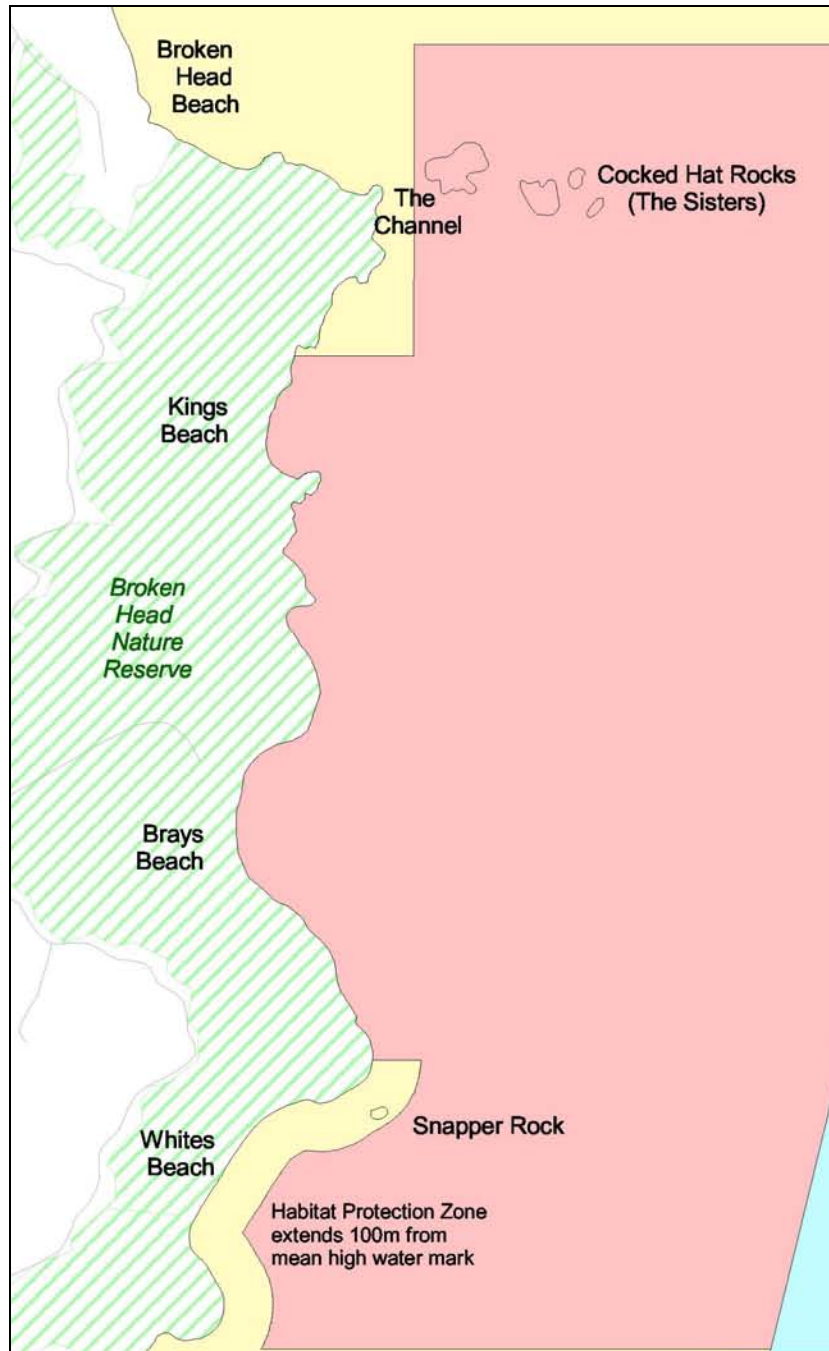 Broken
Head
Beach
Cocked Hat Rocks
(The Sisters)
The
Channel
Kings
Beach
Broken
Head
Nature
Reserve
Brays
Beach
Snapper Rock
Whites
Beach
Habitat Protection Zone
extends 100m from
mean high water mark